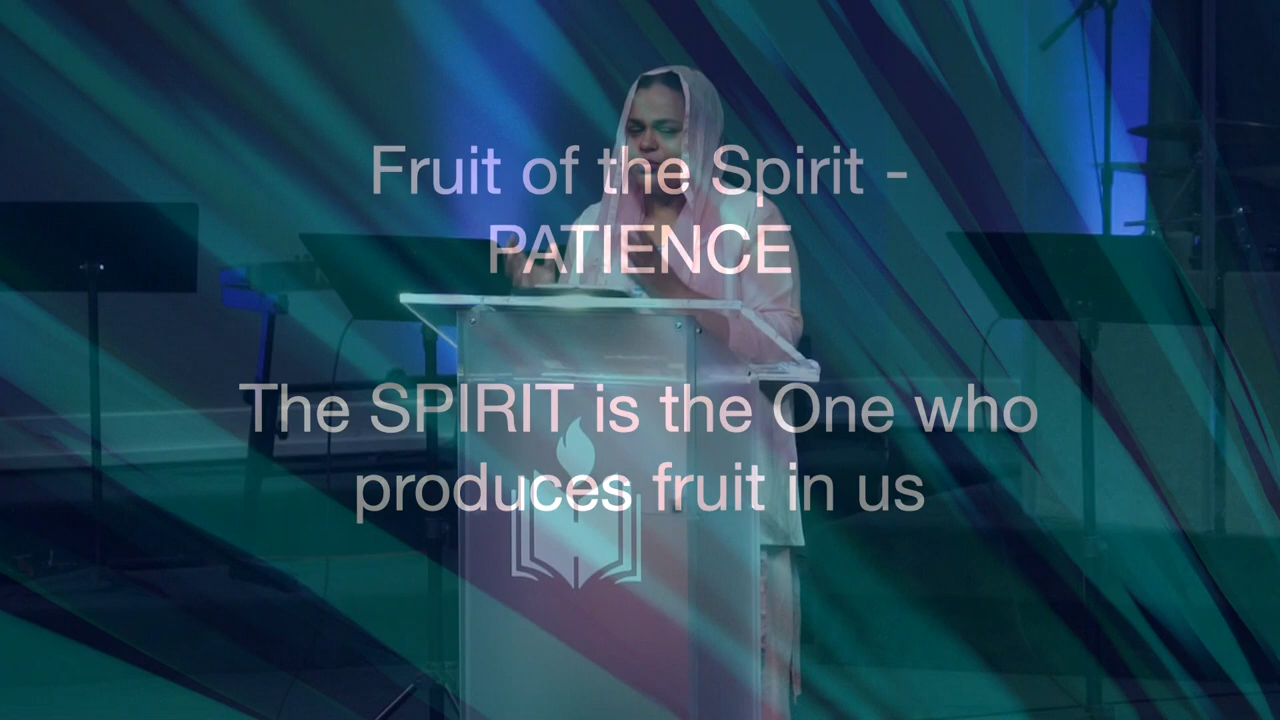 Fruit of the Spirit -
PATIENCE
The SPIRIT is the One who
produces fruit in us